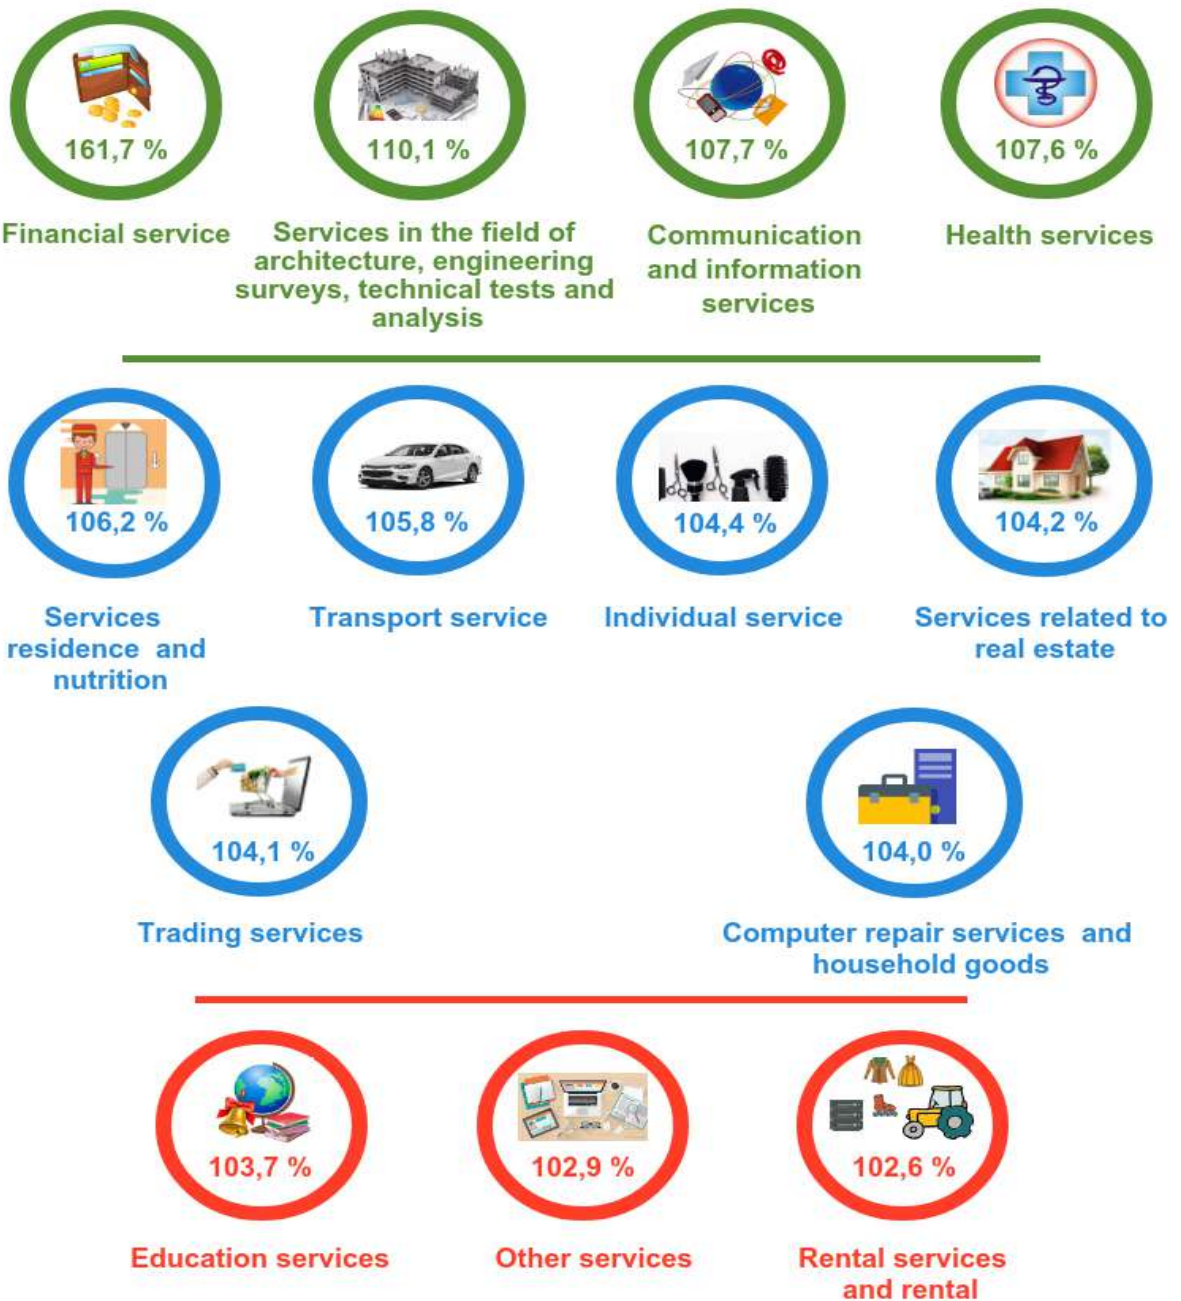 161,7 %
110,1 %
107,7 %
107,6 %
Financial service
Services in the field of
architecture, engineering
surveys, technical tests and
analysis
Communication
and information
services
Health services
106,2 %
105,8 %
104,4 %
104,2 %
Services
residence and
nutrition
Transport service
Individual service
Services related to
real estate
104,1 %
104,0 %
Trading services
Computer repair services and
household goods
103,7 %
102,9 %
102,6 %
Education services
Other services
Rental services
and rental